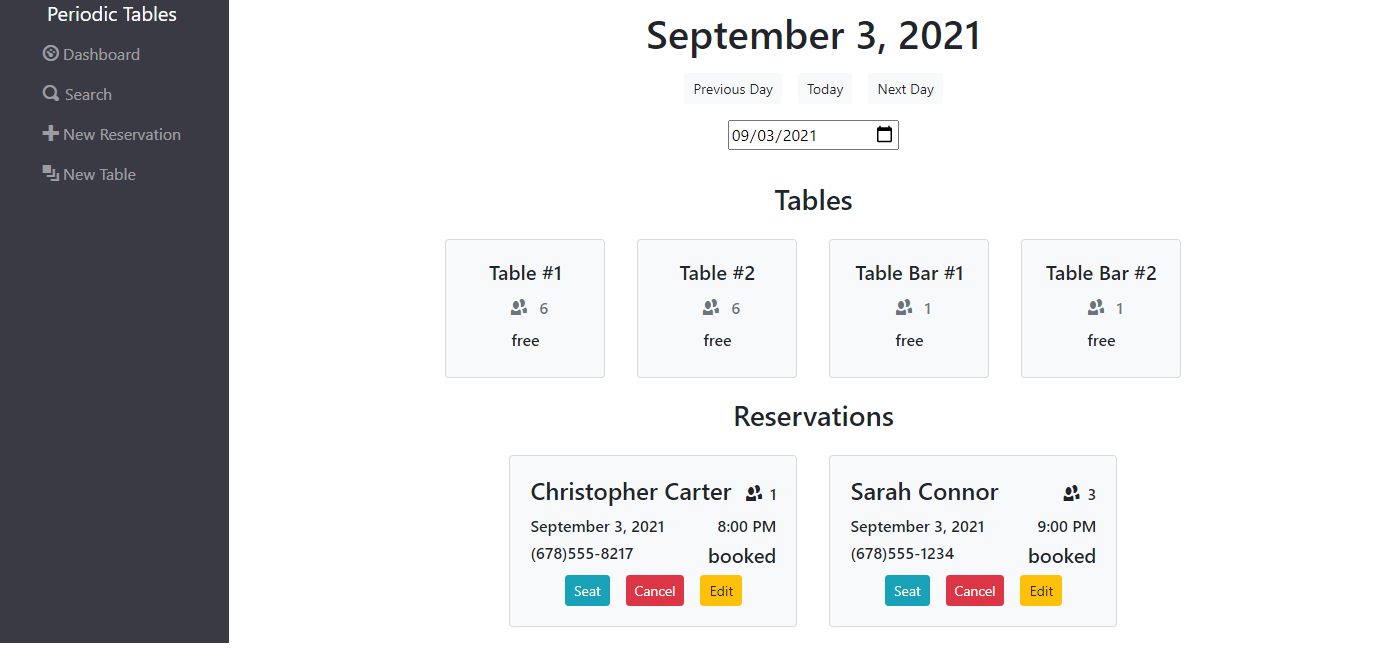 Periodic Tables
Dashboard
Search
New Reservation
New Table
September 3, 2021
Previous Day Today Next Day
09/03/2021
Tables
Table #1 Table #2 Table Bar #1 Table Bar #2
6 6 1 1
free free free free
Reservations
Christopher Carter 1
September 3, 2021 8:00 PM
(678)555-8217 booked
Seat Cancel Edit
Sarah Connor 3
September 3, 2021 9:00 PM
(678)555-1234 booked
Seat Cancel Edit